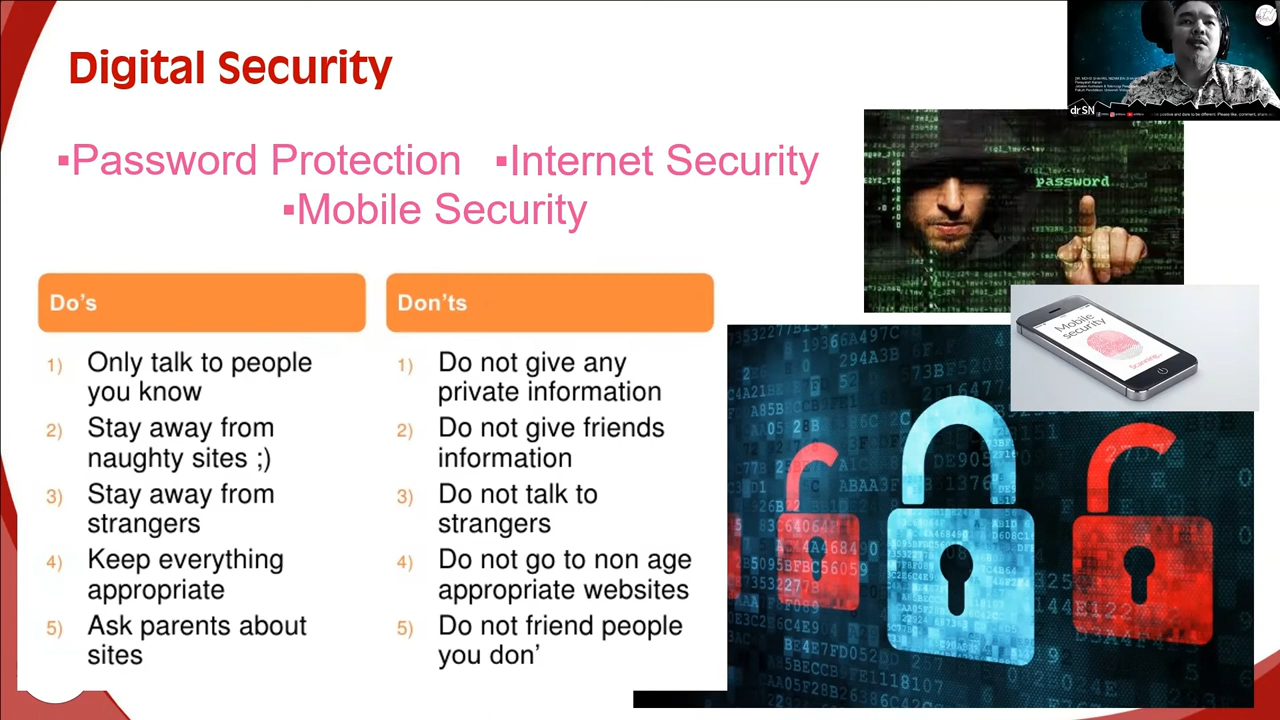 Digital Security
▪Password Protection ▪Internet Security
▪Mobile Security
Do's
1) Only talk to people
you know
2) Stay away from
naughty sites ;)
3) Stay away from
strangers
4) Keep everything
appropriate
5) Ask parents about
sites
Don'ts
1) Do not give any
private information
2) Do not give friends
information
3) Do not talk to
strangers
4) Do not go to non age
appropriate websites
5) Do not friend people
you don'
password
Mobile
security
Scanning...
drSN